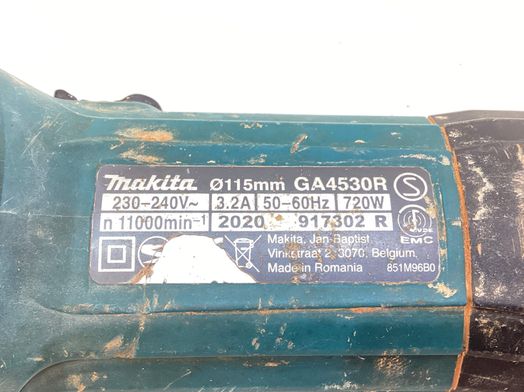 makita Ø115mm GA4530R S
230-240V~ 3.2A 50-60Hz 720W
n 11000min-1 2020 917302 R
EMC
Makita, Jan-Baptist
Vinkstraat 2, 3070, Belgium.
Made in Romania 851M96B0